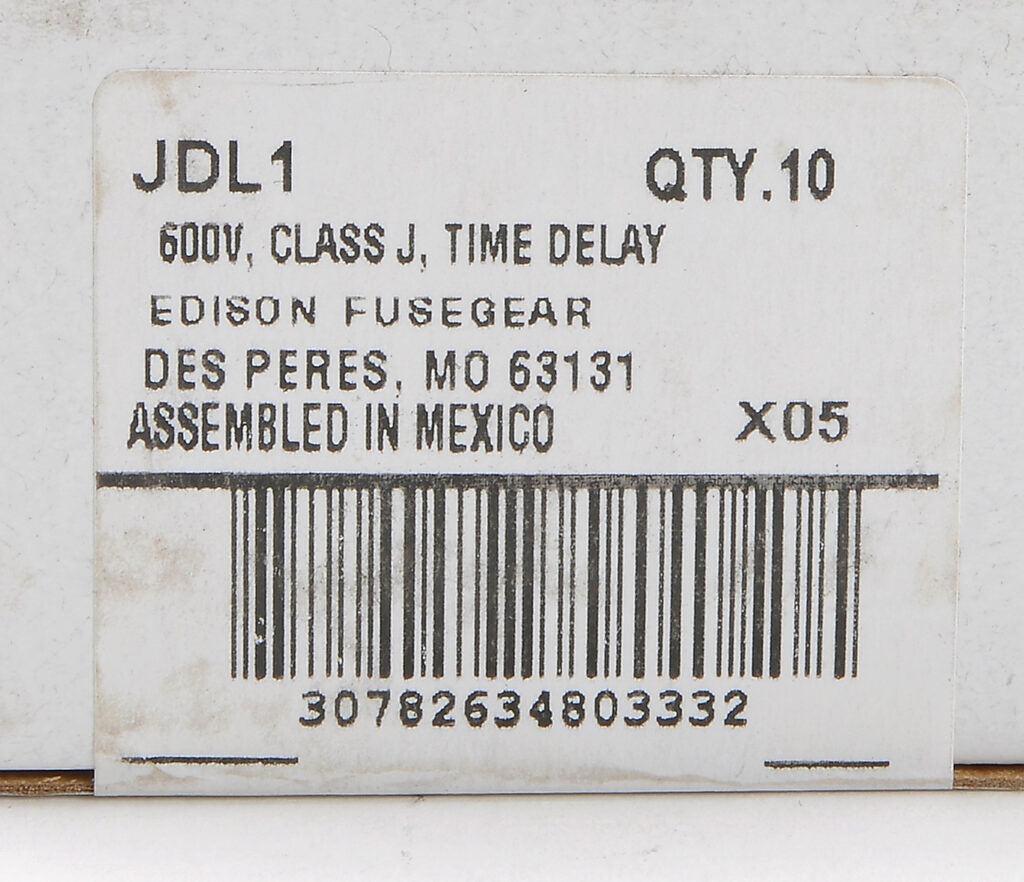 JDL1 QTY.10
600V, CLASS J, TIME DELAY
EDISON FUSEGEAR
DES PERES, MO 63131
ASSEMBLED IN MEXICO X05
30782634803332